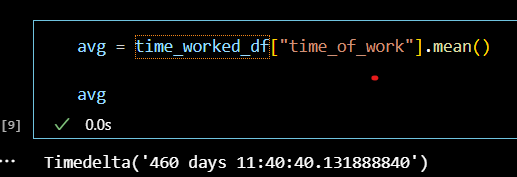 avg = time_worked_df["time_of_work"].mean()
avg
[9]
0.0s
... Timedelta('460 days 11:40:40.131888840')